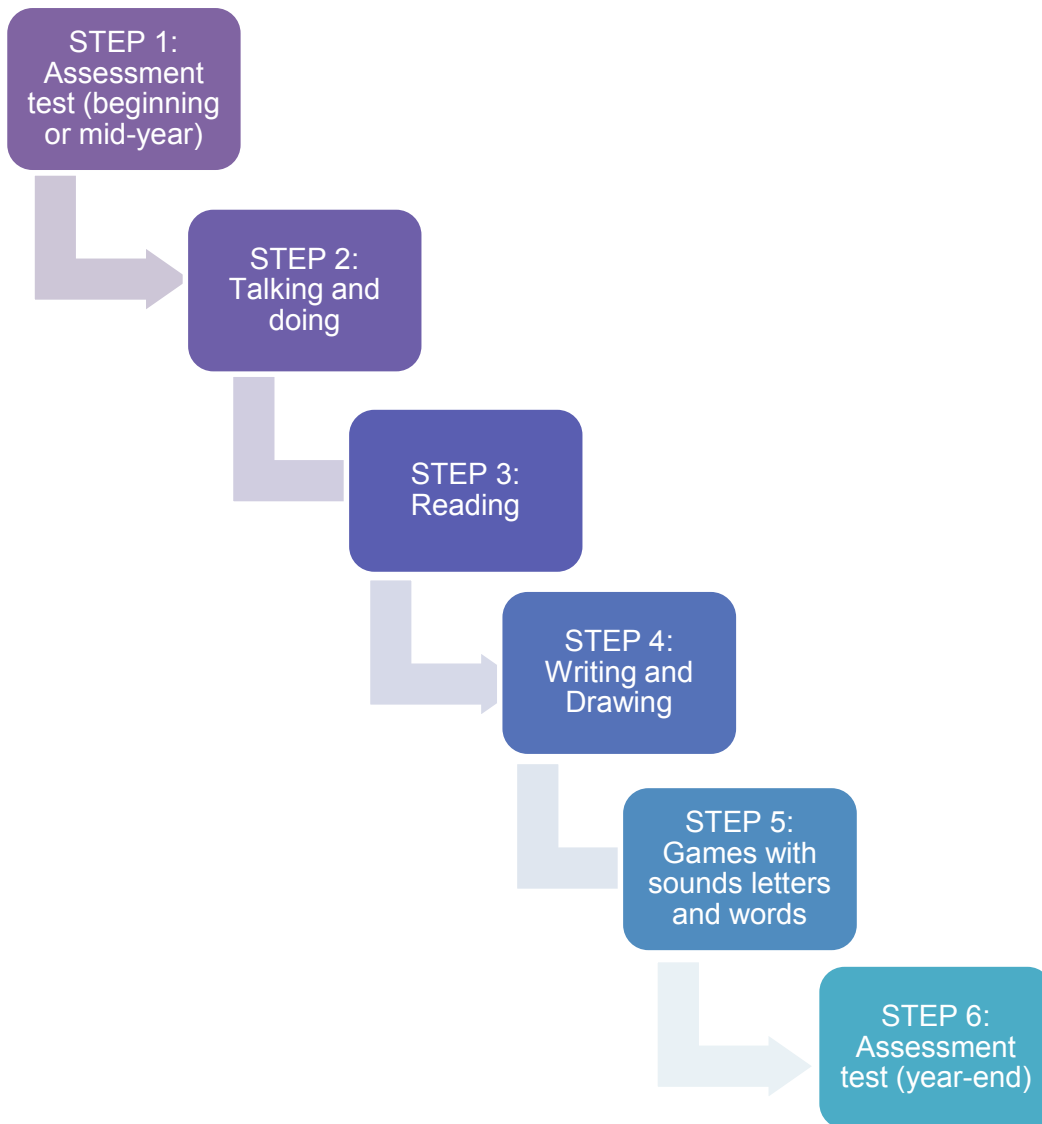 STEP 1:
Assessment
test (beginning
or mid-year)
STEP 2:
Talking and
doing
STEP 3:
Reading
STEP 4:
Writing and
Drawing
STEP 5:
Games with
sounds letters
and words
STEP 6:
Assessment
test (year-end)